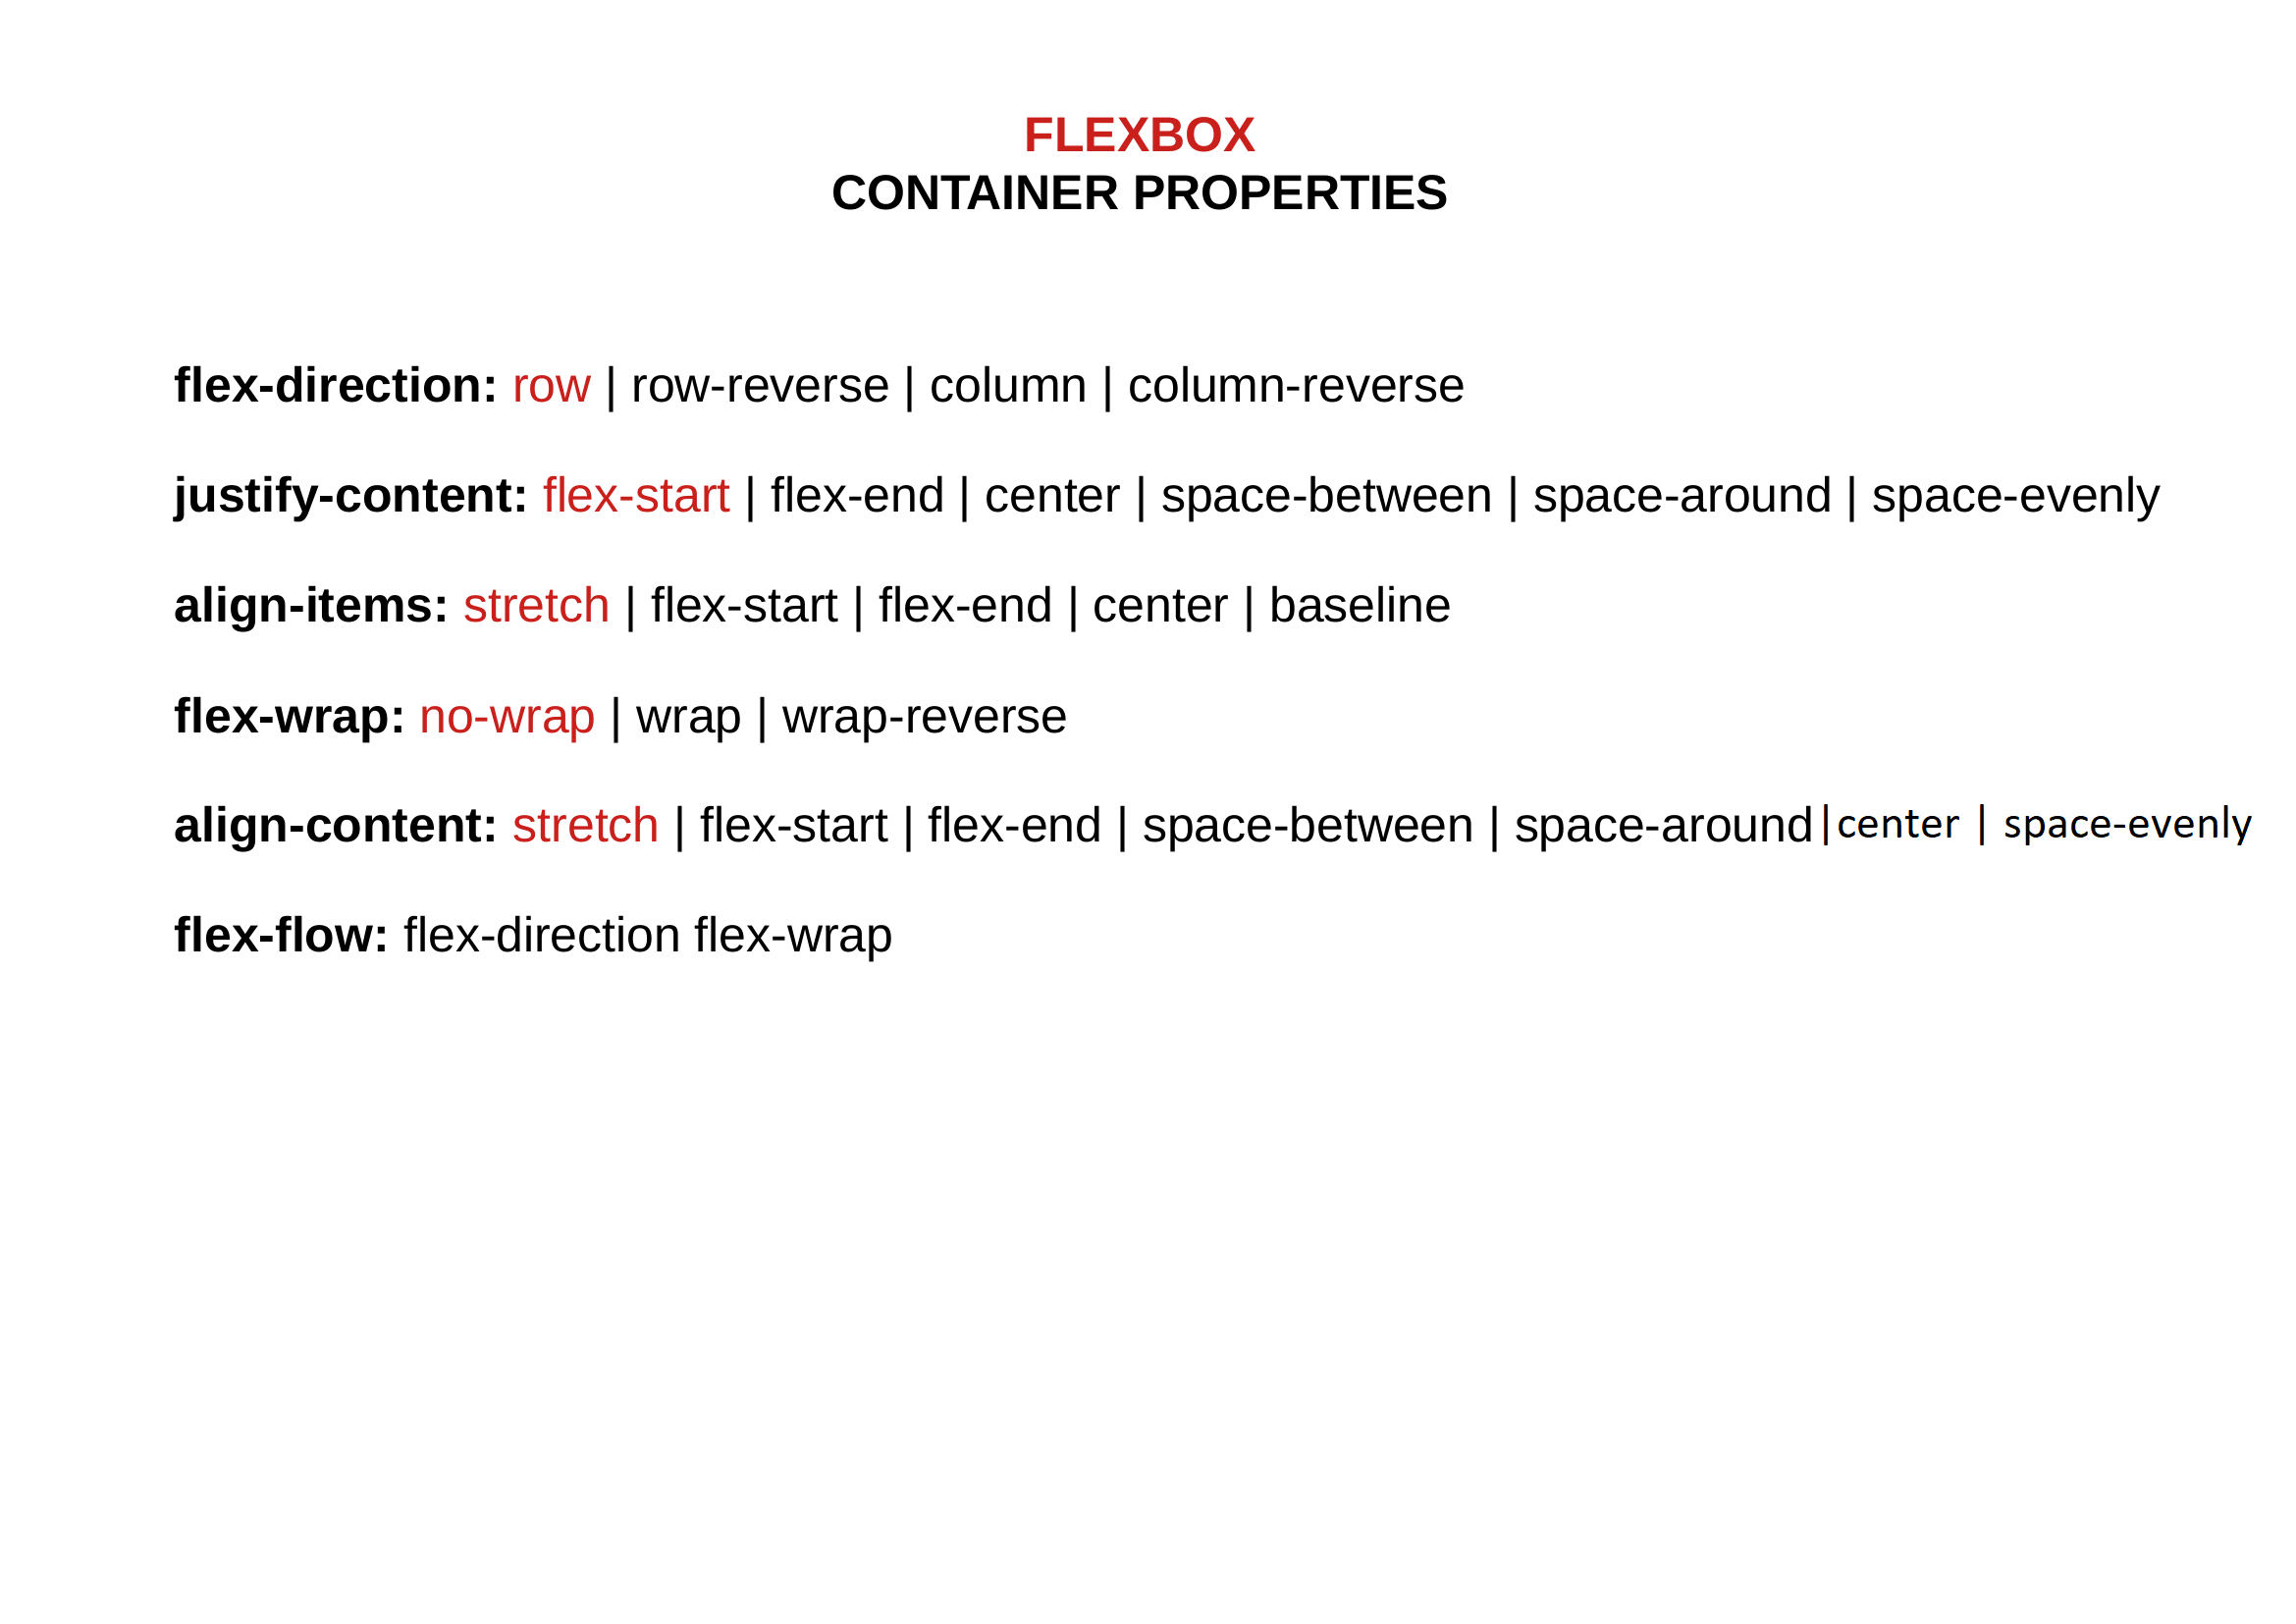 FLEXBOX
CONTAINER PROPERTIES
flex-direction: row | row-reverse | column | column-reverse
justify-content: flex-start | flex-end | center | space-between | space-around | space-evenly
align-items: stretch | flex-start | flex-end | center | baseline
flex-wrap: no-wrap | wrap | wrap-reverse
align-content: stretch | flex-start | flex-end | space-between | space-around|center | space-evenly
flex-flow: flex-direction flex-wrap